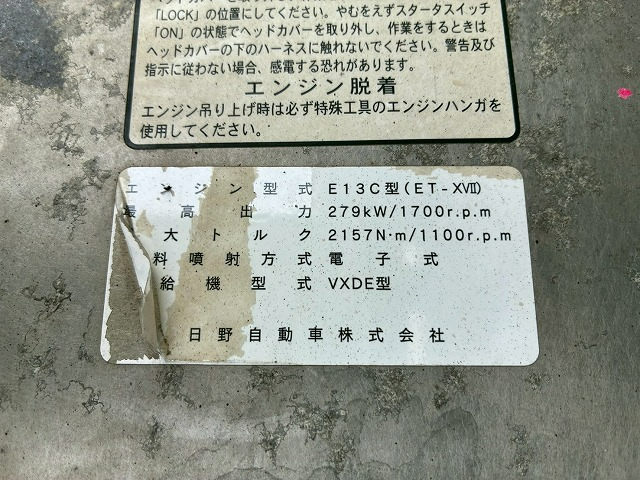 「LOCK」の位置にしてください。やむをえずスタータスイッチ
「ON」の状態でヘッドカバーを取り外し、作業をするときは
ヘッドカバーの下のハーネスに触れないでください。警告及び
指示に従わない場合、感電する恐れがあります。
エンジン脱着
エンジン吊り上げ時は必ず特殊工具のエンジンハンガを
使用してください。
エンジン型式 E13C型(ET-XVII)
最高出力 279kW/1700r.p.m
大トルク 2157N·m/1100r.p.m
料噴射方式 電子式
給機型式 VXDE型
日野自動車株式会社